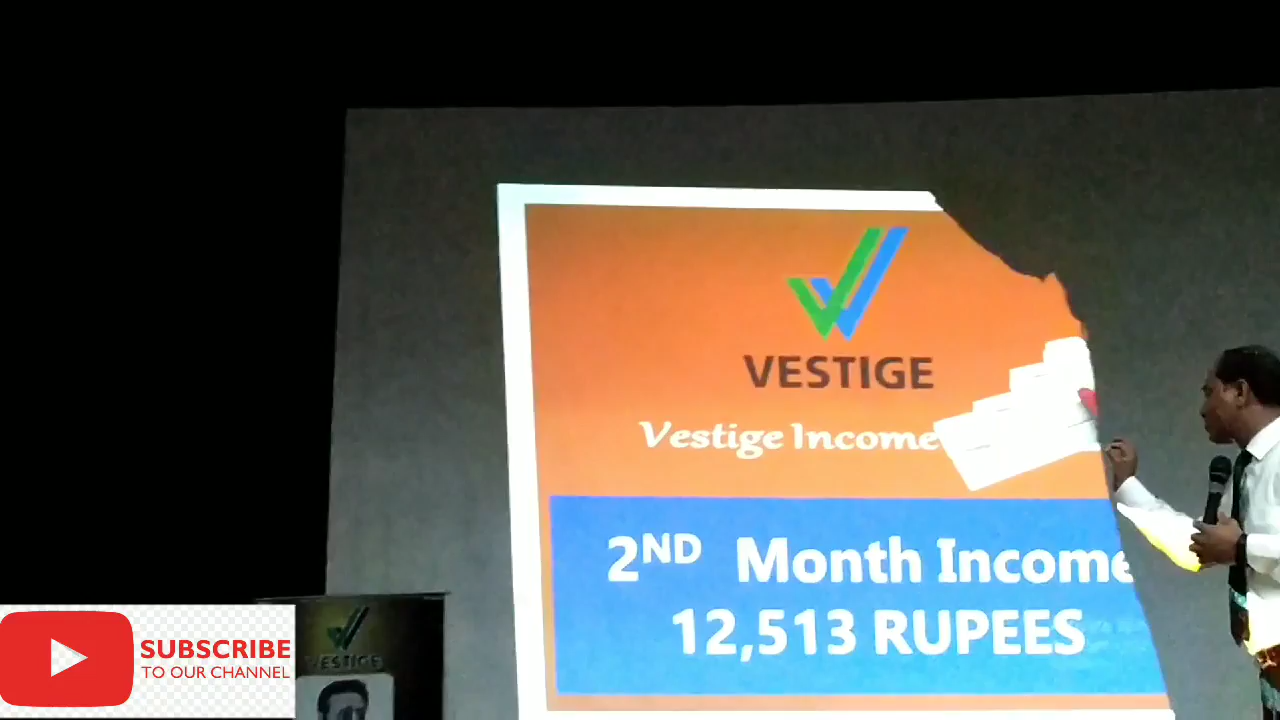 VESTIGE
Vestige Income
2ND Month Income
12,513 RUPEES
VESTIGE
SUBSCRIBE
TO OUR CHANNEL